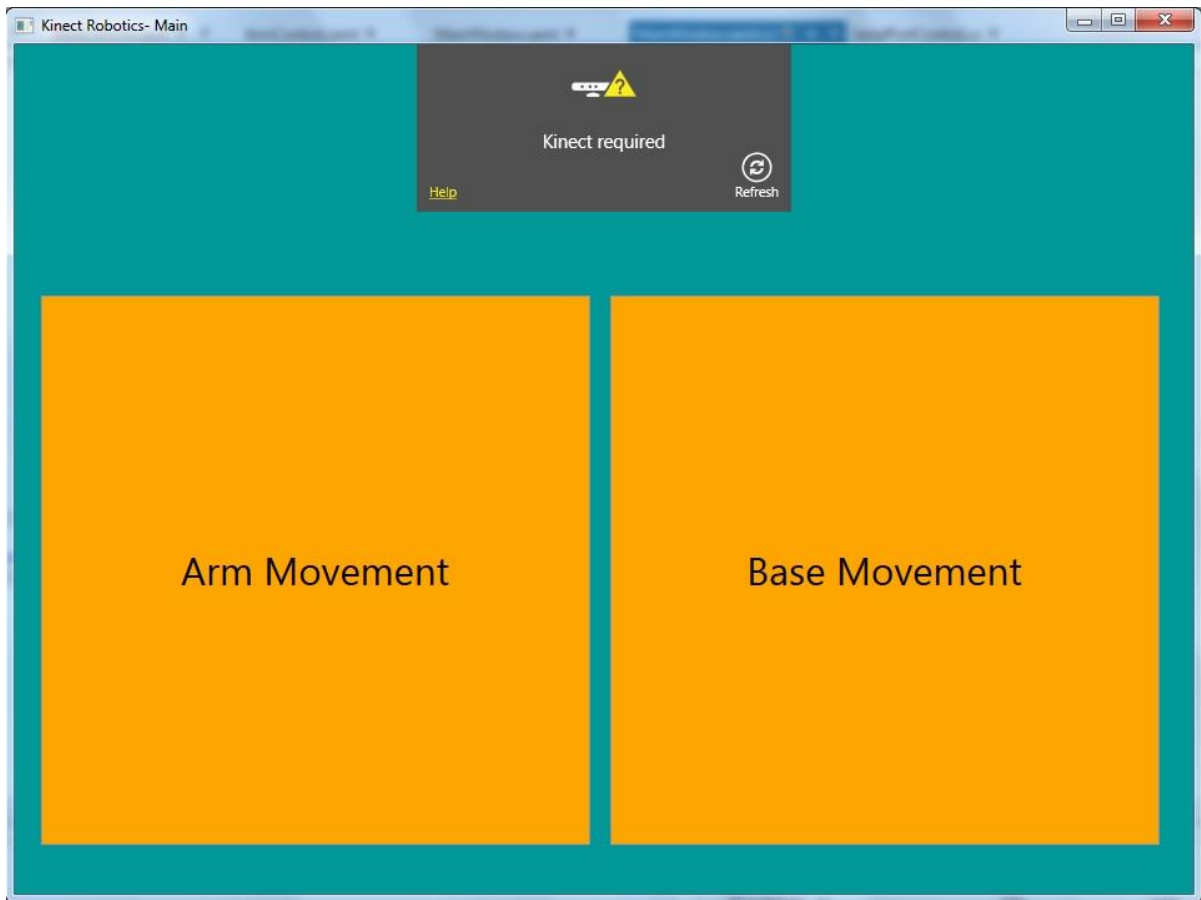 Kinect Robotics- Main
?
Kinect required
Help
Refresh
Arm Movement
Base Movement